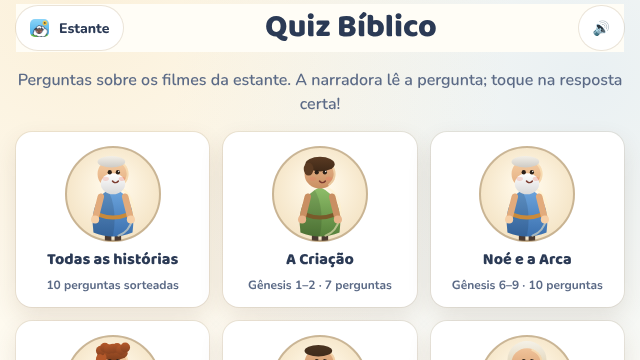 Estante
Quiz Bíblico
Perguntas sobre os filmes da estante. A narradora lê a pergunta; toque na resposta
certa!
Todas as histórias
10 perguntas sorteadas
A Criação
Gênesis 1–2 · 7 perguntas
Noé e a Arca
Gênesis 6–9 · 10 perguntas